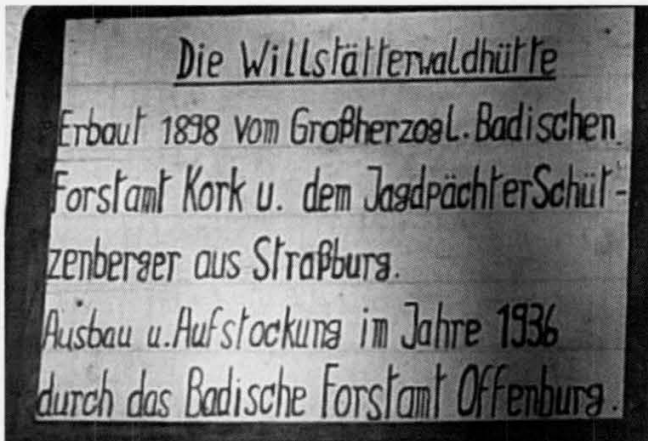 Die Willstätterwaldhütte
Erbaut 1898 vom Großherzogl. Badischen
Forstamt Kork u. dem Jagdpächter Schüt-
zenberger aus Straßburg.
Ausbau u. Aufstockung im Jahre 1936
durch das Badische Forstamt Offenburg.